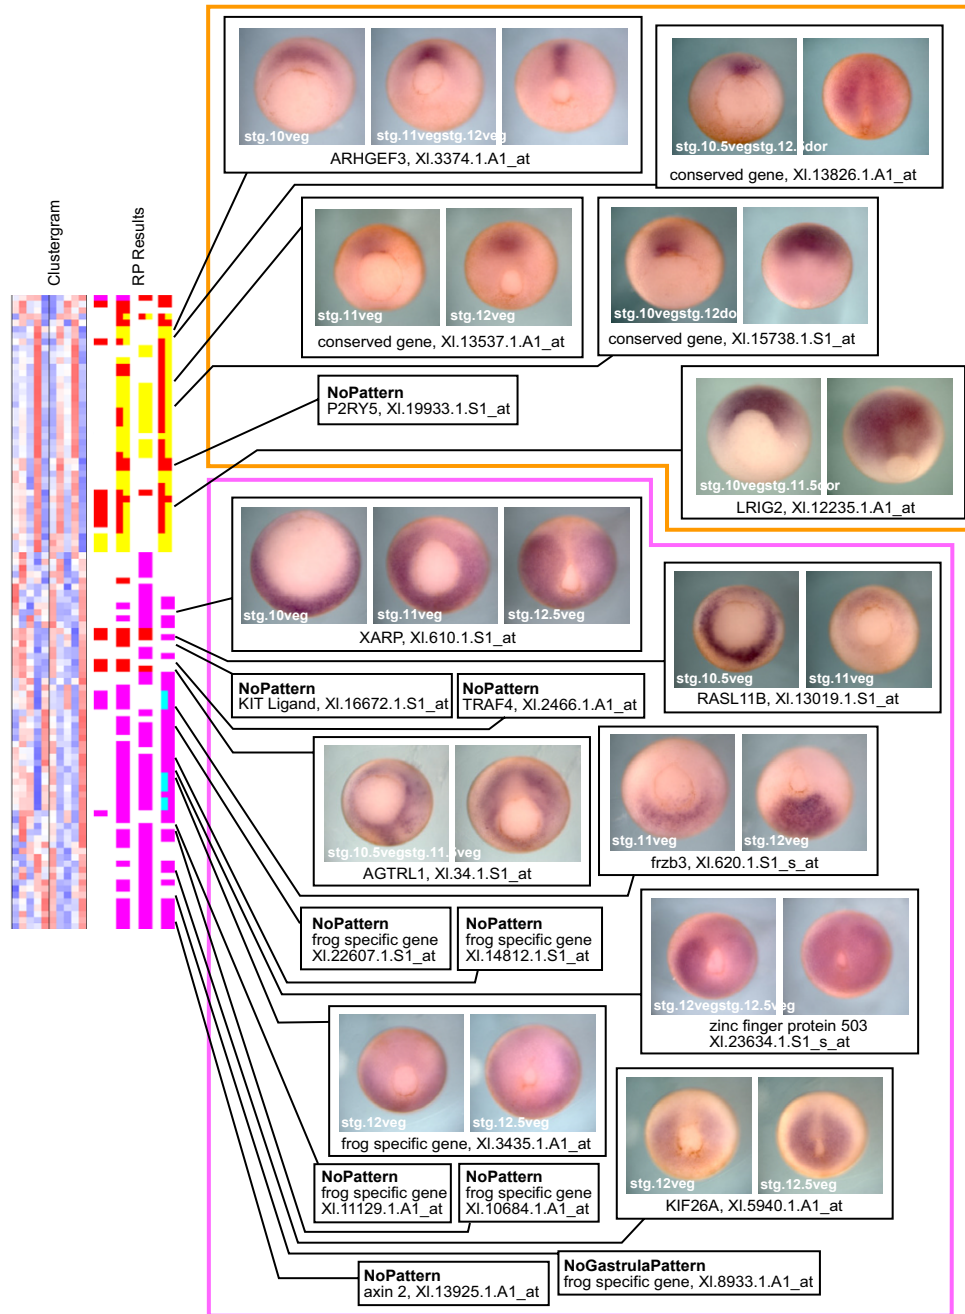 Clustergram
RP Results
stg.10veg
stg.11vegstg.12veg
ARHGEF3, Xl.3374.1.A1_at
stg.10.5vegstg.12.5dor
conserved gene, Xl.13826.1.A1_at
stg.11veg
stg.12veg
conserved gene, Xl.13537.1.A1_at
stg.10vegstg.12do
conserved gene, Xl.15738.1.S1_at
NoPattern
P2RY5, Xl.19933.1.S1_at
stg.10vegstg.11.5dor
LRIG2, Xl.12235.1.A1_at
stg.10veg
stg.11veg
stg.12.5veg
XARP, Xl.610.1.S1_at
stg.10.5veg
stg.11veg
RASL11B, Xl.13019.1.S1_at
NoPattern
KIT Ligand, Xl.16672.1.S1_at
NoPattern
TRAF4, Xl.2466.1.A1_at
stg.10.5vegstg.11.5veg
AGTRL1, Xl.34.1.S1_at
stg.11veg
stg.12veg
frzb3, Xl.620.1.S1_s_at
NoPattern
frog specific gene
Xl.22607.1.S1_at
NoPattern
frog specific gene
Xl.14812.1.S1_at
stg.12vegstg.12.5veg
zinc finger protein 503
Xl.23634.1.S1_s_at
stg.12veg
stg.12.5veg
frog specific gene, Xl.3435.1.A1_at
stg.12veg
stg.12.5veg
KIF26A, Xl.5940.1.A1_at
NoPattern
frog specific gene
Xl.11129.1.A1_at
NoPattern
frog specific gene
Xl.10684.1.A1_at
NoPattern
axin 2, Xl.13925.1.A1_at
NoGastrulaPattern
frog specific gene, Xl.8933.1.A1_at